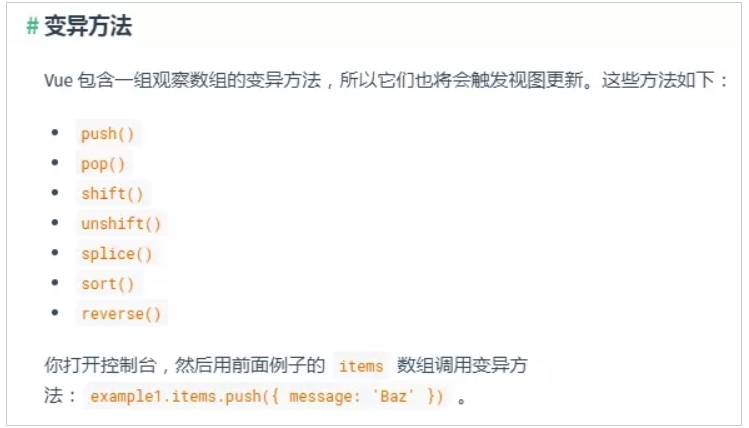 # 变异方法
Vue 包含一组观察数组的变异方法，所以它们也将会触发视图更新。这些方法如下：
• push()
• pop()
• shift()
• unshift()
• splice()
• sort()
• reverse()
你打开控制台，然后用前面例子的 items 数组调用变异方
法：example1.items.push({ message: 'Baz' }) 。